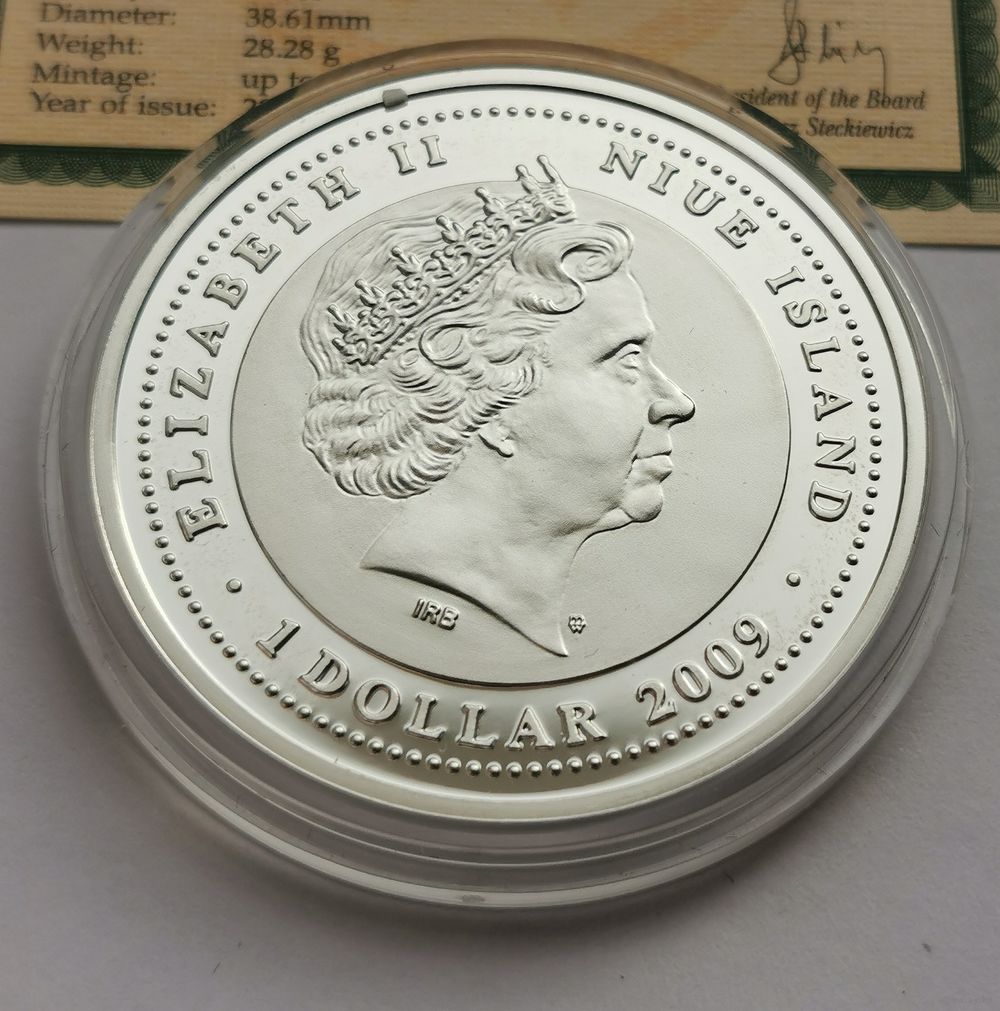 Diameter: 38.61mm
Weight: 28.28 g
Mintage: up to
Year of issue:
of the Board
Steckiewicz
ELIZABETH II NIUE ISLAND
IRB
1 DOLLAR 2009